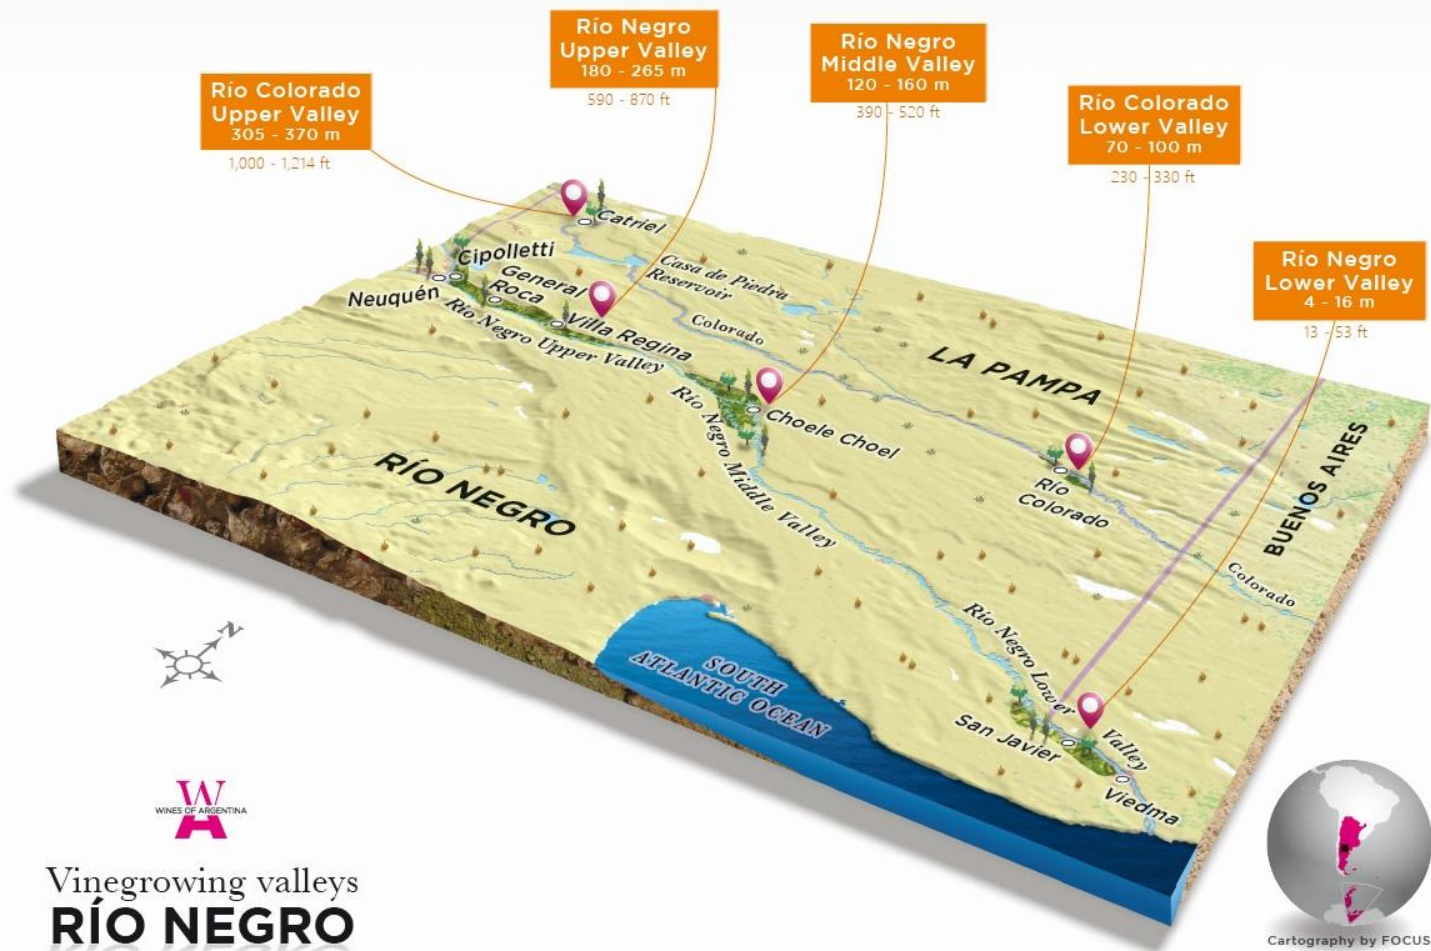 Río Negro
Upper Valley
180 - 265 m
590 - 870 ft
Río Negro
Middle Valley
120 - 160 m
390 - 520 ft
Río Colorado
Upper Valley
305 - 370 m
1,000 - 1,214 ft
Río Colorado
Lower Valley
70 - 100 m
230 - 330 ft
Río Negro
Lower Valley
4 - 16 m
13 - 53 ft
Catriel
Cipolletti
Neuquén
General
Roca
Villa Regina
Casa de Piedra
Reservoir
Colorado
Río Negro Upper Valley
LA PAMPA
Choele Choel
Río Negro Middle Valley
RÍO NEGRO
Río
Colorado
BUENOS AIRES
Colorado
Río Negro Lower Valley
San Javier
Viedma
SOUTH
ATLANTIC OCEAN
N
W
A
WINES OF ARGENTINA
Vinegrowing valleys
RÍO NEGRO
Cartography by FOCUS